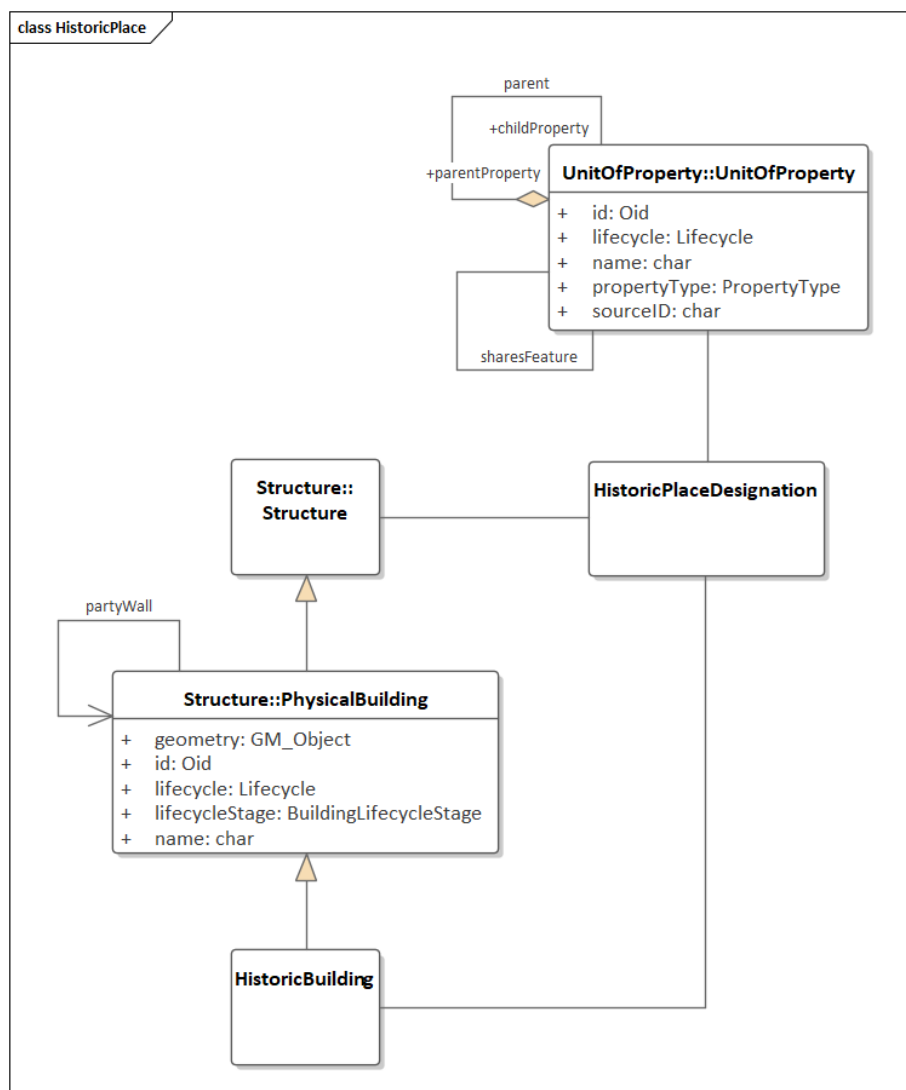 class HistoricPlace
parent
+childProperty
+parentProperty
UnitOfProperty::UnitOfProperty
+ id: Oid
+ lifecycle: Lifecycle
+ name: char
+ propertyType: PropertyType
+ sourceID: char
sharesFeature
Structure::
Structure
HistoricPlaceDesignation
partyWall
Structure::PhysicalBuilding
+ geometry: GM_Object
+ id: Oid
+ lifecycle: Lifecycle
+ lifecycleStage: BuildingLifecycleStage
+ name: char
HistoricBuilding